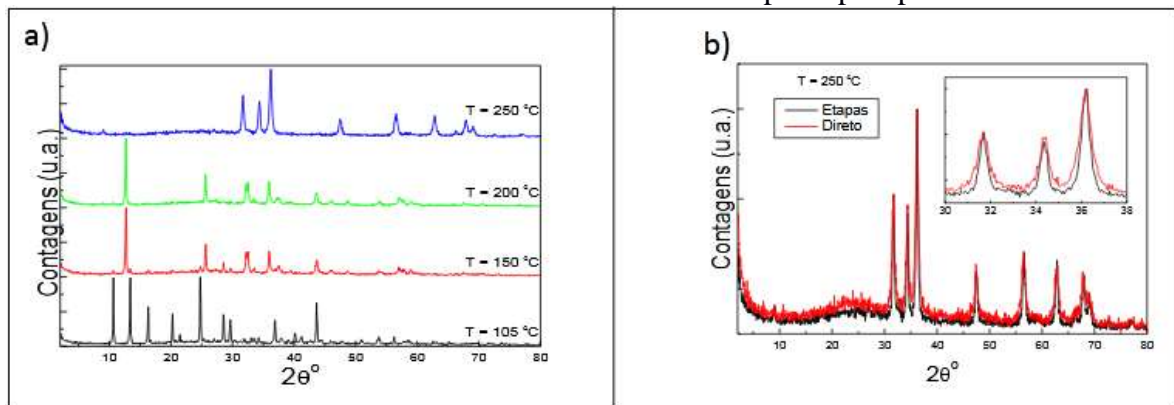 a)
Contagens (u.a.)
T = 250 °C
T = 200 °C
T = 150 °C
T = 105 °C
10 20 30 40 50 60 70 80
2θ°
b)
Contagens (u.a.)
T = 250 °C
Etapas
Direto
30 32 34 36 38
10 20 30 40 50 60 70 80
2θ°